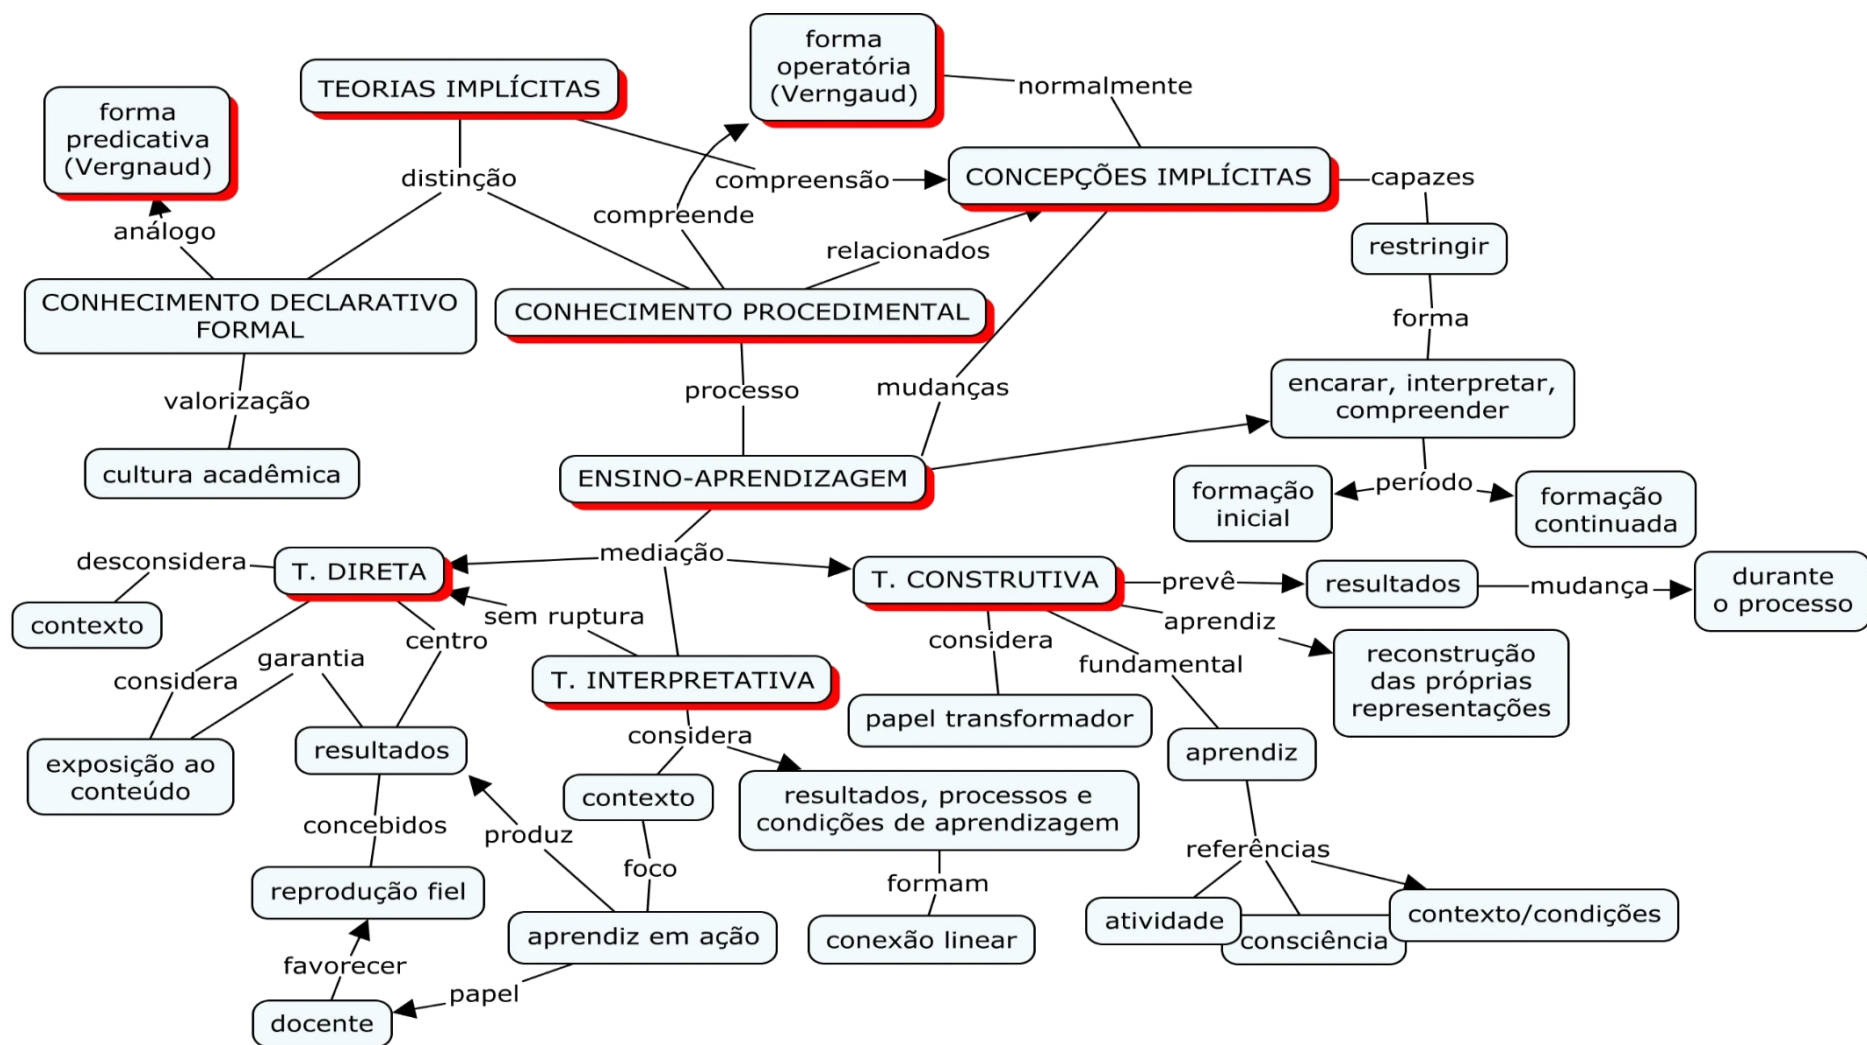 forma
operatória
(Verngaud)
TEORIAS IMPLÍCITAS
normalmente
forma
predicativa
(Vergnaud)
distinção
compreensão
CONCEPÇÕES IMPLÍCITAS
capazes
compreende
análogo
relacionados
restringir
CONHECIMENTO DECLARATIVO
FORMAL
CONHECIMENTO PROCEDIMENTAL
forma
processo
mudanças
encarar, interpretar,
compreender
valorização
cultura acadêmica
ENSINO-APRENDIZAGEM
período
formação
inicial
formação
continuada
mediação
desconsidera
T. DIRETA
T. CONSTRUTIVA
prevê
resultados
mudança
durante
o processo
contexto
sem ruptura
centro
considera
aprendiz
garantia
considera
T. INTERPRETATIVA
fundamental
reconstrução
das próprias
representações
papel transformador
exposição ao
conteúdo
resultados
considera
aprendiz
contexto
resultados, processos e
condições de aprendizagem
concebidos
produz
foco
referências
reprodução fiel
formam
aprendiz em ação
conexão linear
atividade
consciência
contexto/condições
favorecer
papel
docente